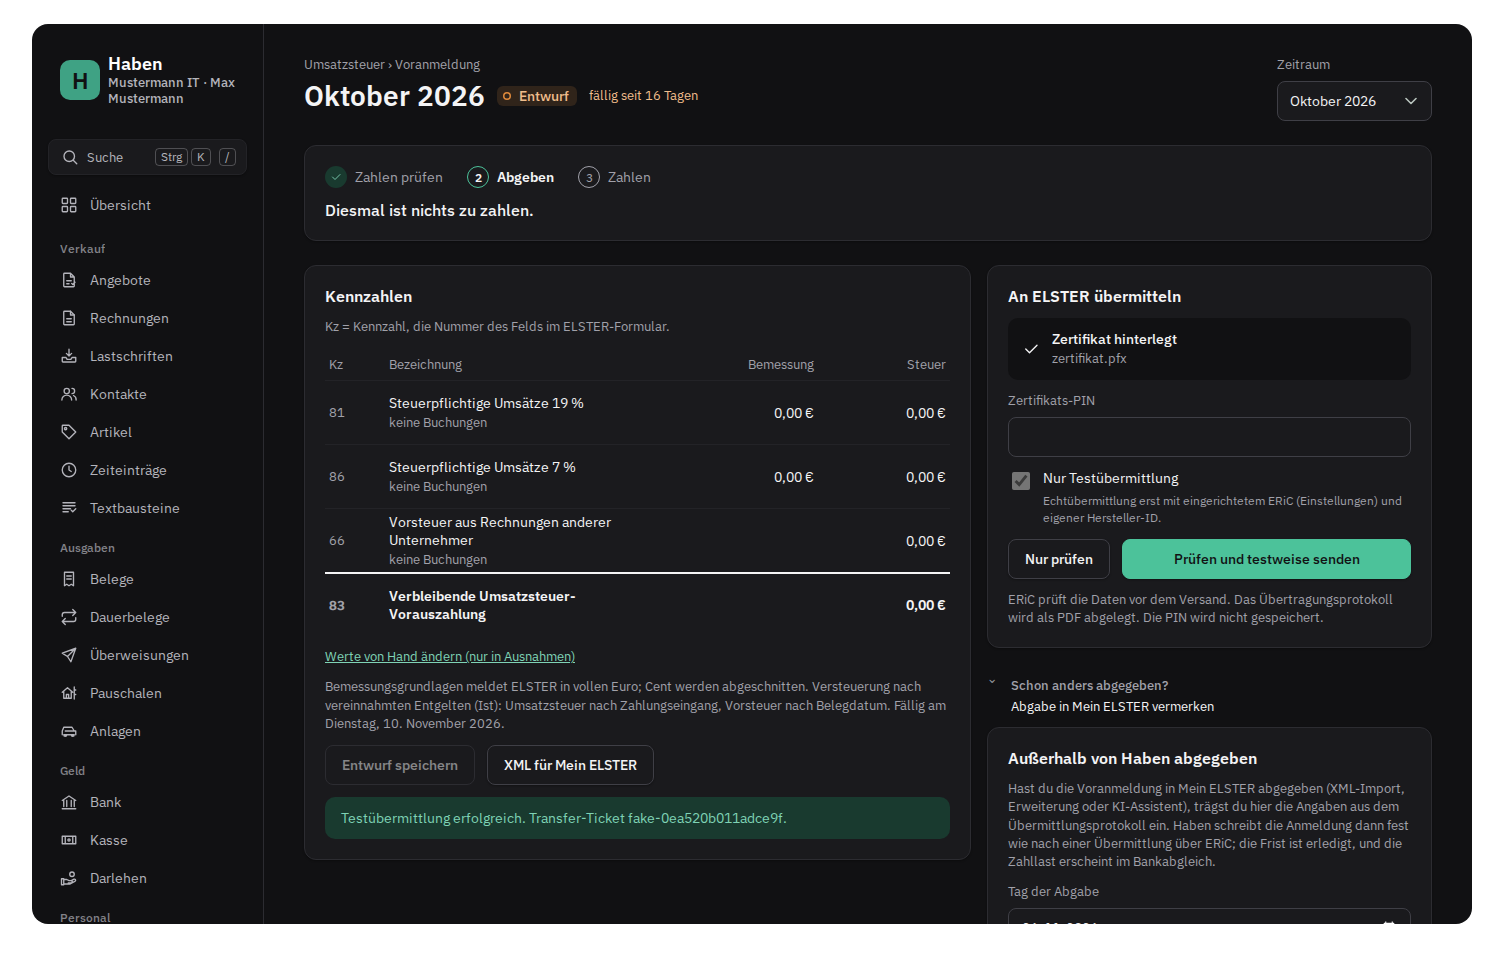 H
Haben
Mustermann IT · Max
Mustermann
Suche
Strg K /
Übersicht
Verkauf
Angebote
Rechnungen
Lastschriften
Kontakte
Artikel
Zeiteinträge
Textbausteine
Ausgaben
Belege
Dauerbelege
Überweisungen
Pauschalen
Anlagen
Geld
Bank
Kasse
Darlehen
Personal
Umsatzsteuer › Voranmeldung
Oktober 2026 Entwurf fällig seit 16 Tagen
Zeitraum
Oktober 2026
Zahlen prüfen 2 Abgeben 3 Zahlen
Diesmal ist nichts zu zahlen.
Kennzahlen
Kz = Kennzahl, die Nummer des Felds im ELSTER-Formular.
Kz Bezeichnung Bemessung Steuer
81 Steuerpflichtige Umsätze 19 % 0,00 € 0,00 €
keine Buchungen
86 Steuerpflichtige Umsätze 7 % 0,00 € 0,00 €
keine Buchungen
66 Vorsteuer aus Rechnungen anderer
Unternehmer 0,00 €
keine Buchungen
83 Verbleibende Umsatzsteuer-
Vorauszahlung 0,00 €
Werte von Hand ändern (nur in Ausnahmen)
Bemessungsgrundlagen meldet ELSTER in vollen Euro; Cent werden abgeschnitten. Versteuerung nach
vereinnahmten Entgelten (Ist): Umsatzsteuer nach Zahlungseingang, Vorsteuer nach Belegdatum. Fällig am
Dienstag, 10. November 2026.
Entwurf speichern XML für Mein ELSTER
Testübermittlung erfolgreich. Transfer-Ticket fake-0ea520b011adce9f.
An ELSTER übermitteln
Zertifikat hinterlegt
zertifikat.pfx
Zertifikats-PIN
Nur Testübermittlung
Echtübermittlung erst mit eingerichtetem ERiC (Einstellungen) und
eigener Hersteller-ID.
Nur prüfen Prüfen und testweise senden
ERiC prüft die Daten vor dem Versand. Das Übertragungsprotokoll
wird als PDF abgelegt. Die PIN wird nicht gespeichert.
Schon anders abgegeben?
Abgabe in Mein ELSTER vermerken
Außerhalb von Haben abgegeben
Hast du die Voranmeldung in Mein ELSTER abgegeben (XML-Import,
Erweiterung oder KI-Assistent), trägst du hier die Angaben aus dem
Übermittlungsprotokoll ein. Haben schreibt die Anmeldung dann fest
wie nach einer Übermittlung über ERiC; die Frist ist erledigt, und die
Zahllast erscheint im Bankabgleich.
Tag der Abgabe